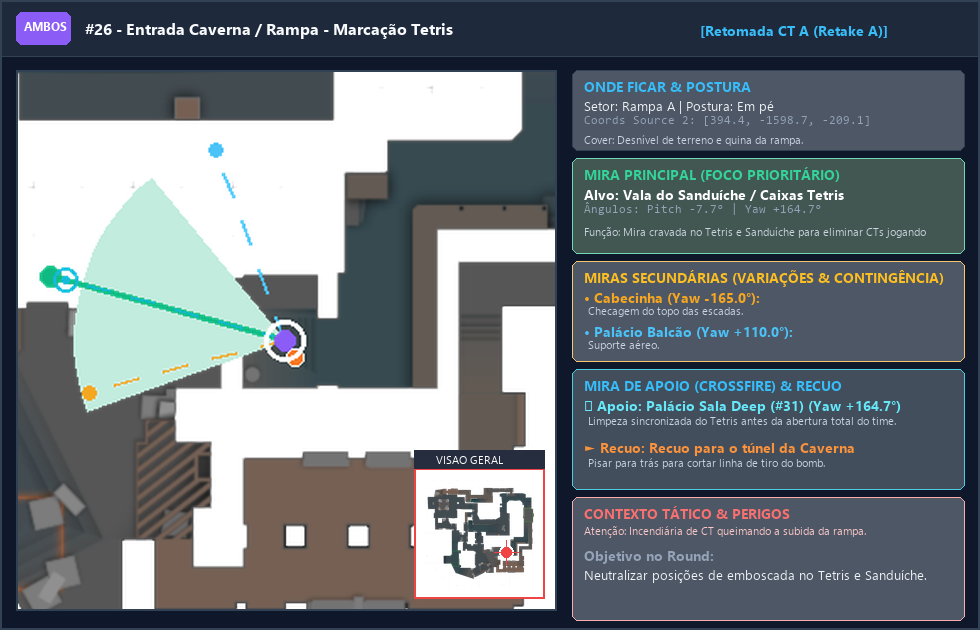 AMBOS
#26 - Entrada Caverna / Rampa - Marcação Tetris
[Retomada CT A (Retake A)]
ONDE FICAR & POSTURA
Setor: Rampa A | Postura: Em pé
Coords Source 2: [394.4, -1598.7, -209.1]
Cover: Desnível de terreno e quina da rampa.
MIRA PRINCIPAL (FOCO PRIORITÁRIO)
Alvo: Vala do Sanduíche / Caixas Tetris
Ângulos: Pitch -7.7° | Yaw +164.7°
Função: Mira cravada no Tetris e Sanduíche para eliminar CTs jogando
MIRAS SECUNDÁRIAS (VARIAÇÕES & CONTINGÊNCIA)
• Cabecinha (Yaw -165.0°):
Checagem do topo das escadas.
• Palácio Balcão (Yaw +110.0°):
Suporte aéreo.
MIRA DE APOIO (CROSSFIRE) & RECUO
Apoio: Palácio Sala Deep (#31) (Yaw +164.7°)
Limpeza sincronizada do Tetris antes da abertura total do time.
► Recuo: Recuo para o túnel da Caverna
Pisar para trás para cortar linha de tiro do bomb.
CONTEXTO TÁTICO & PERIGOS
Atenção: Incendiária de CT queimando a subida da rampa.
Objetivo no Round:
Neutralizar posições de emboscada no Tetris e Sanduíche.
VISAO GERAL